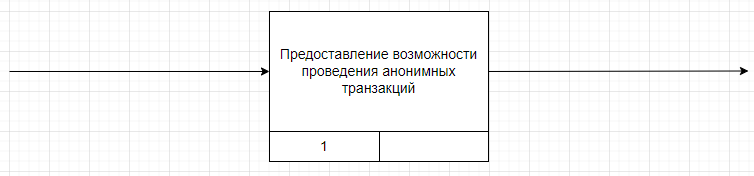 Предоставление возможности
проведения анонимных
транзакций
1